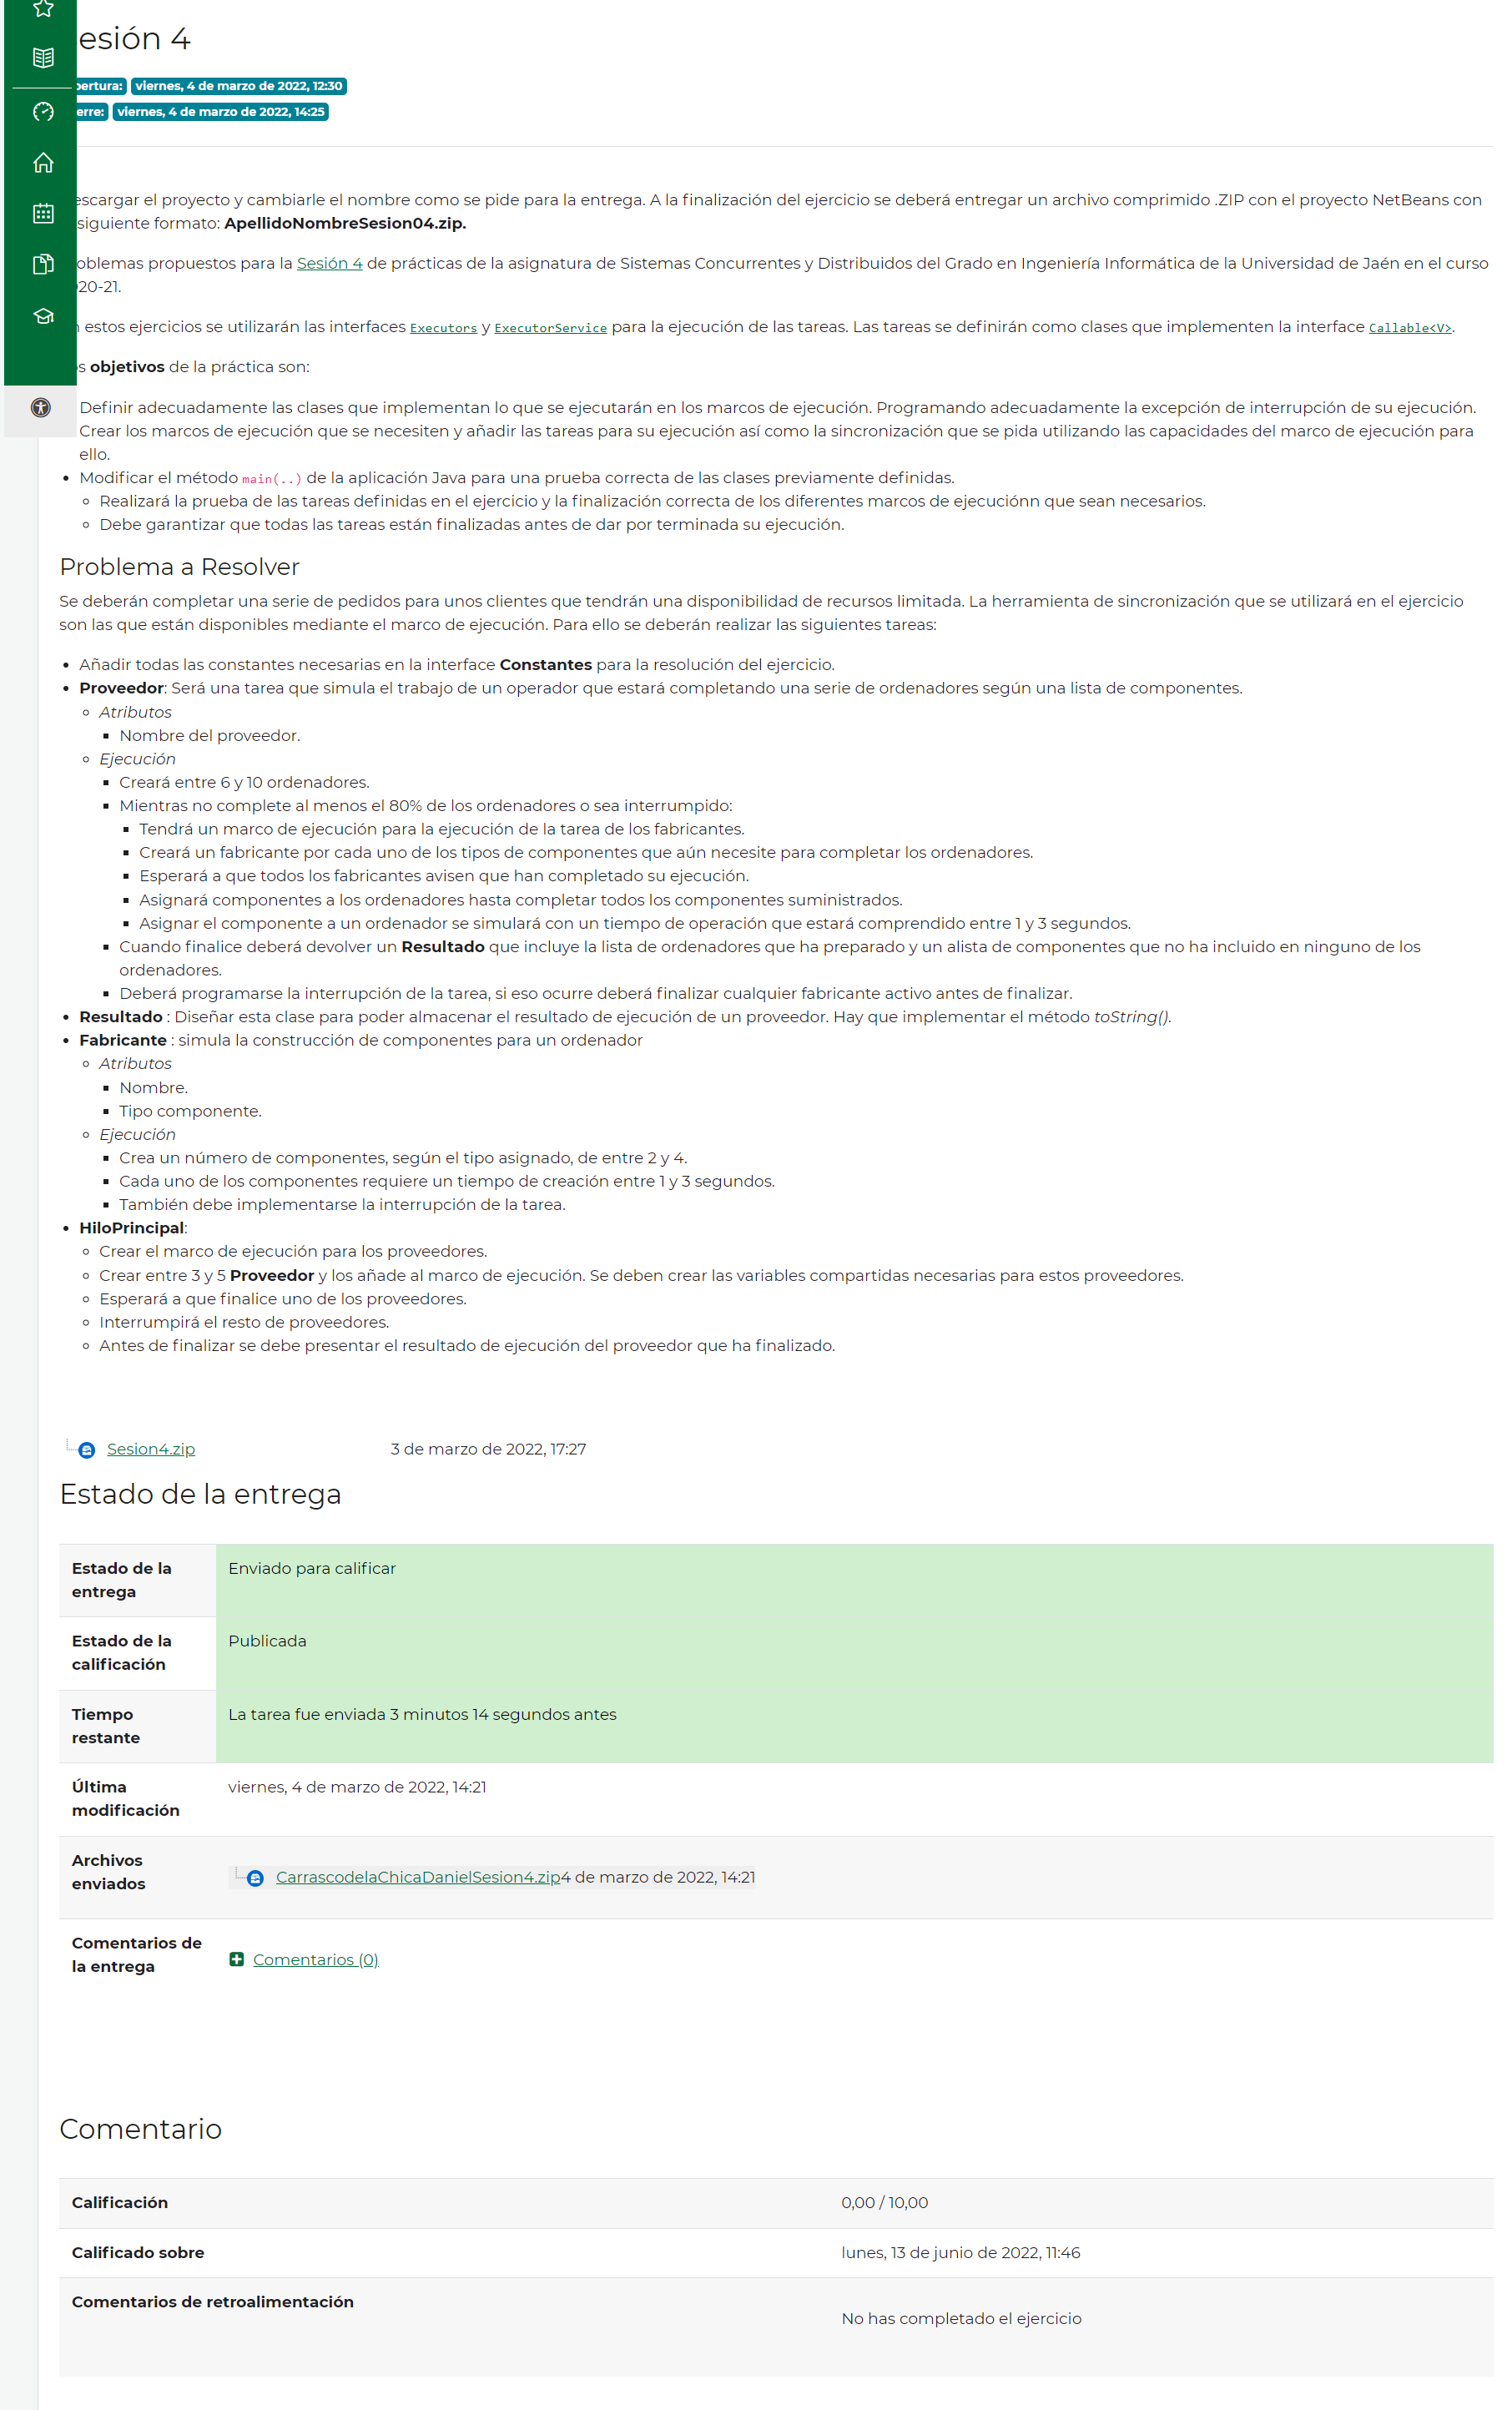 esión 4
pertura: viernes, 4 de marzo de 2022, 12:30
erre: viernes, 4 de marzo de 2022, 14:25
escargar el proyecto y cambiarle el nombre como se pide para la entrega. A la finalización del ejercicio se deberá entregar un archivo comprimido .ZIP con el proyecto NetBeans con
siguiente formato: ApellidoNombreSesion04.zip.
oblemas propuestos para la Sesión 4 de prácticas de la asignatura de Sistemas Concurrentes y Distribuidos del Grado en Ingeniería Informática de la Universidad de Jaén en el curso
20-21.
estos ejercicios se utilizarán las interfaces Executors y ExecutorService para la ejecución de las tareas. Las tareas se definirán como clases que implementen la interface Callable<V>.
s objetivos de la práctica son:
Definir adecuadamente las clases que implementan lo que se ejecutarán en los marcos de ejecución. Programando adecuadamente la excepción de interrupción de su ejecución.
Crear los marcos de ejecución que se necesiten y añadir las tareas para su ejecución así como la sincronización que se pida utilizando las capacidades del marco de ejecución para
ello.
Modificar el método main(..) de la aplicación Java para una prueba correcta de las clases previamente definidas.
Realizará la prueba de las tareas definidas en el ejercicio y la finalización correcta de los diferentes marcos de ejecuciónn que sean necesarios.
Debe garantizar que todas las tareas están finalizadas antes de dar por terminada su ejecución.
Problema a Resolver
Se deberán completar una serie de pedidos para unos clientes que tendrán una disponibilidad de recursos limitada. La herramienta de sincronización que se utilizará en el ejercicio
son las que están disponibles mediante el marco de ejecución. Para ello se deberán realizar las siguientes tareas:
Añadir todas las constantes necesarias en la interface Constantes para la resolución del ejercicio.
Proveedor: Será una tarea que simula el trabajo de un operador que estará completando una serie de ordenadores según una lista de componentes.
Atributos
Nombre del proveedor.
Ejecución
Creará entre 6 y 10 ordenadores.
Mientras no complete al menos el 80% de los ordenadores o sea interrumpido:
Tendrá un marco de ejecución para la ejecución de la tarea de los fabricantes.
Creará un fabricante por cada uno de los tipos de componentes que aún necesite para completar los ordenadores.
Esperará a que todos los fabricantes avisen que han completado su ejecución.
Asignará componentes a los ordenadores hasta completar todos los componentes suministrados.
Asignar el componente a un ordenador se simulará con un tiempo de operación que estará comprendido entre 1 y 3 segundos.
Cuando finalice deberá devolver un Resultado que incluye la lista de ordenadores que ha preparado y un alista de componentes que no ha incluido en ninguno de los
ordenadores.
Deberá programarse la interrupción de la tarea, si eso ocurre deberá finalizar cualquier fabricante activo antes de finalizar.
Resultado : Diseñar esta clase para poder almacenar el resultado de ejecución de un proveedor. Hay que implementar el método toString().
Fabricante : simula la construcción de componentes para un ordenador
Atributos
Nombre.
Tipo componente.
Ejecución
Crea un número de componentes, según el tipo asignado, de entre 2 y 4.
Cada uno de los componentes requiere un tiempo de creación entre 1 y 3 segundos.
También debe implementarse la interrupción de la tarea.
HiloPrincipal:
Crear el marco de ejecución para los proveedores.
Crear entre 3 y 5 Proveedor y los añade al marco de ejecución. Se deben crear las variables compartidas necesarias para estos proveedores.
Esperará a que finalice uno de los proveedores.
Interrumpirá el resto de proveedores.
Antes de finalizar se debe presentar el resultado de ejecución del proveedor que ha finalizado.
Sesion4.zip 3 de marzo de 2022, 17:27
Estado de la entrega
Estado de la entrega Enviado para calificar
Estado de la calificación Publicada
Tiempo restante La tarea fue enviada 3 minutos 14 segundos antes
Última modificación viernes, 4 de marzo de 2022, 14:21
Archivos enviados CarrascodelaChicaDanielSesion4.zip4 de marzo de 2022, 14:21
Comentarios de la entrega Comentarios (0)
Comentario
Calificación 0,00 / 10,00
Calificado sobre lunes, 13 de junio de 2022, 11:46
Comentarios de retroalimentación No has completado el ejercicio